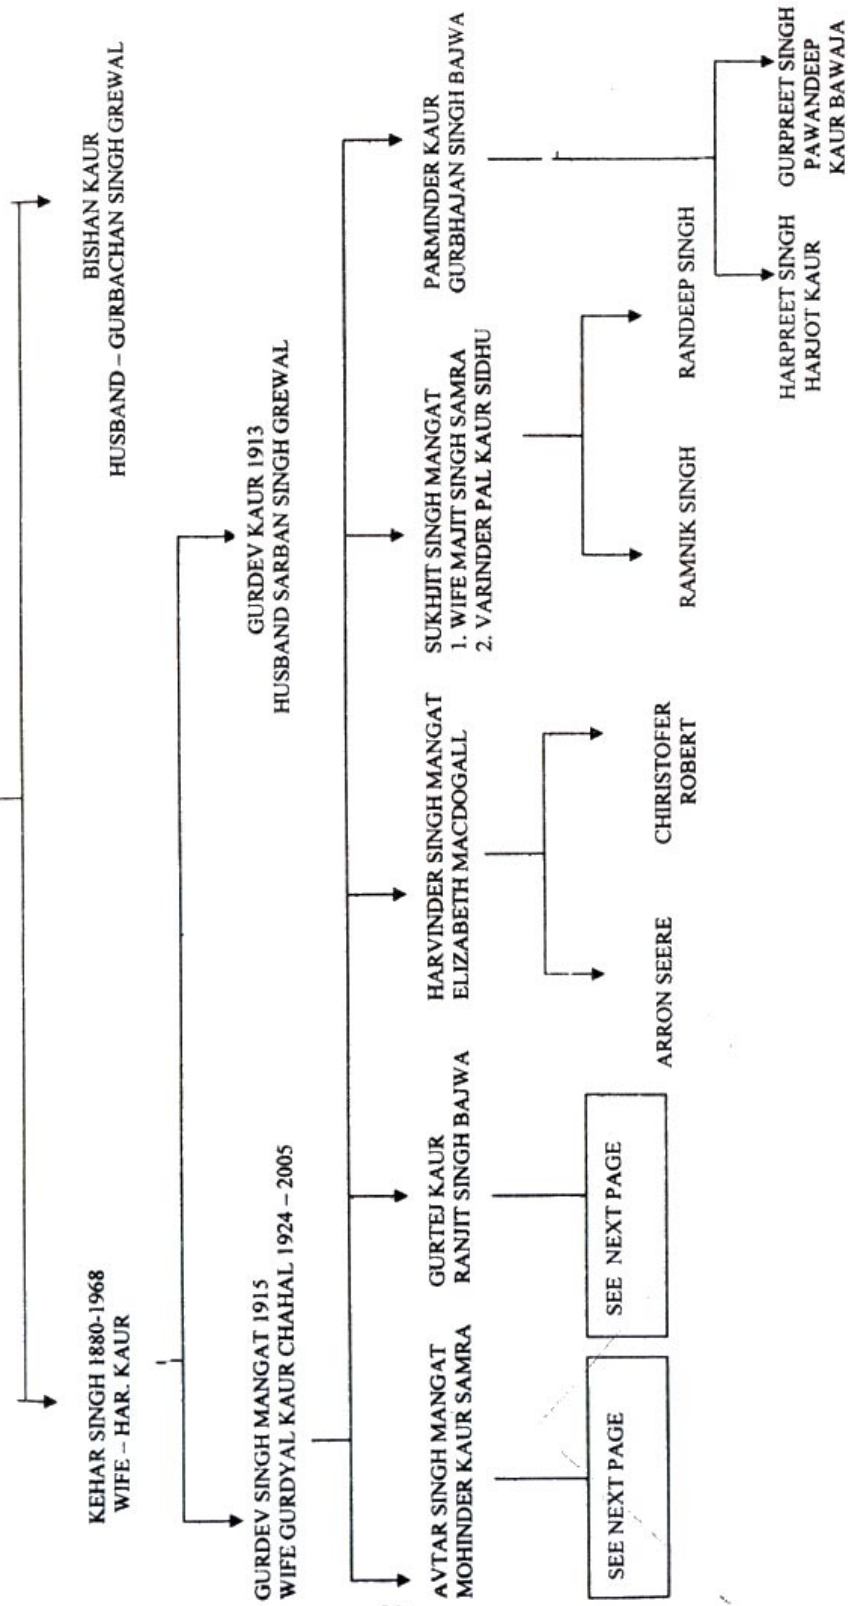 KEHAR SINGH 1880-1968
WIFE – HAR. KAUR
BISHAN KAUR
HUSBAND – GURBACHAN SINGH GREWAL
GURDEV SINGH MANGAT 1915
WIFE GURDYAL KAUR CHAHAL 1924 – 2005
GURDEV KAUR 1913
HUSBAND SARBAN SINGH GREWAL
AVTAR SINGH MANGAT
MOHINDER KAUR SAMRA
GURTEJ KAUR
RANJIT SINGH BAJWA
HARVINDER SINGH MANGAT
ELIZABETH MACDOGALL
SUKHJIT SINGH MANGAT
1. WIFE MAJIT SINGH SAMRA
2. VARINDER PAL KAUR SIDHU
PARMINDER KAUR
GURBHAJAN SINGH BAJWA
SEE NEXT PAGE
SEE NEXT PAGE
ARRON SEERE
CHIRISTOFER
ROBERT
RAMNIK SINGH
RANDEEP SINGH
HARPREET SINGH
HARJOT KAUR
GURPREET SINGH
PAWANDEEP
KAUR BAWAJA